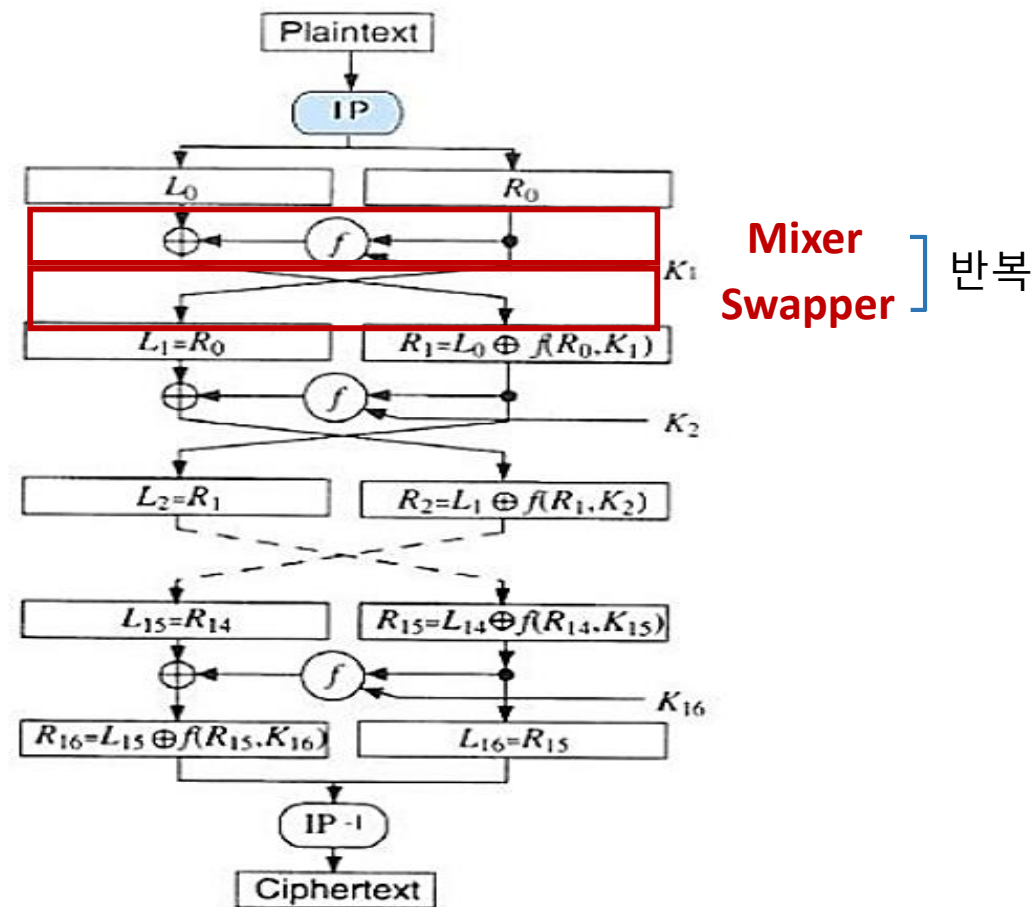 Plaintext
IP
L₀ R₀
⊕ f
Mixer
K₁
반복
Swapper
L₁=R₀ R₁=L₀ ⊕ f(R₀,K₁)
⊕ f
K₂
L₂=R₁ R₂=L₁ ⊕ f(R₁,K₂)
L₁₅=R₁₄ R₁₅=L₁₄⊕f(R₁₄,K₁₅)
⊕ f
K₁₆
R₁₆=L₁₅⊕f(R₁₅,K₁₆) L₁₆=R₁₅
IP⁻¹
Ciphertext